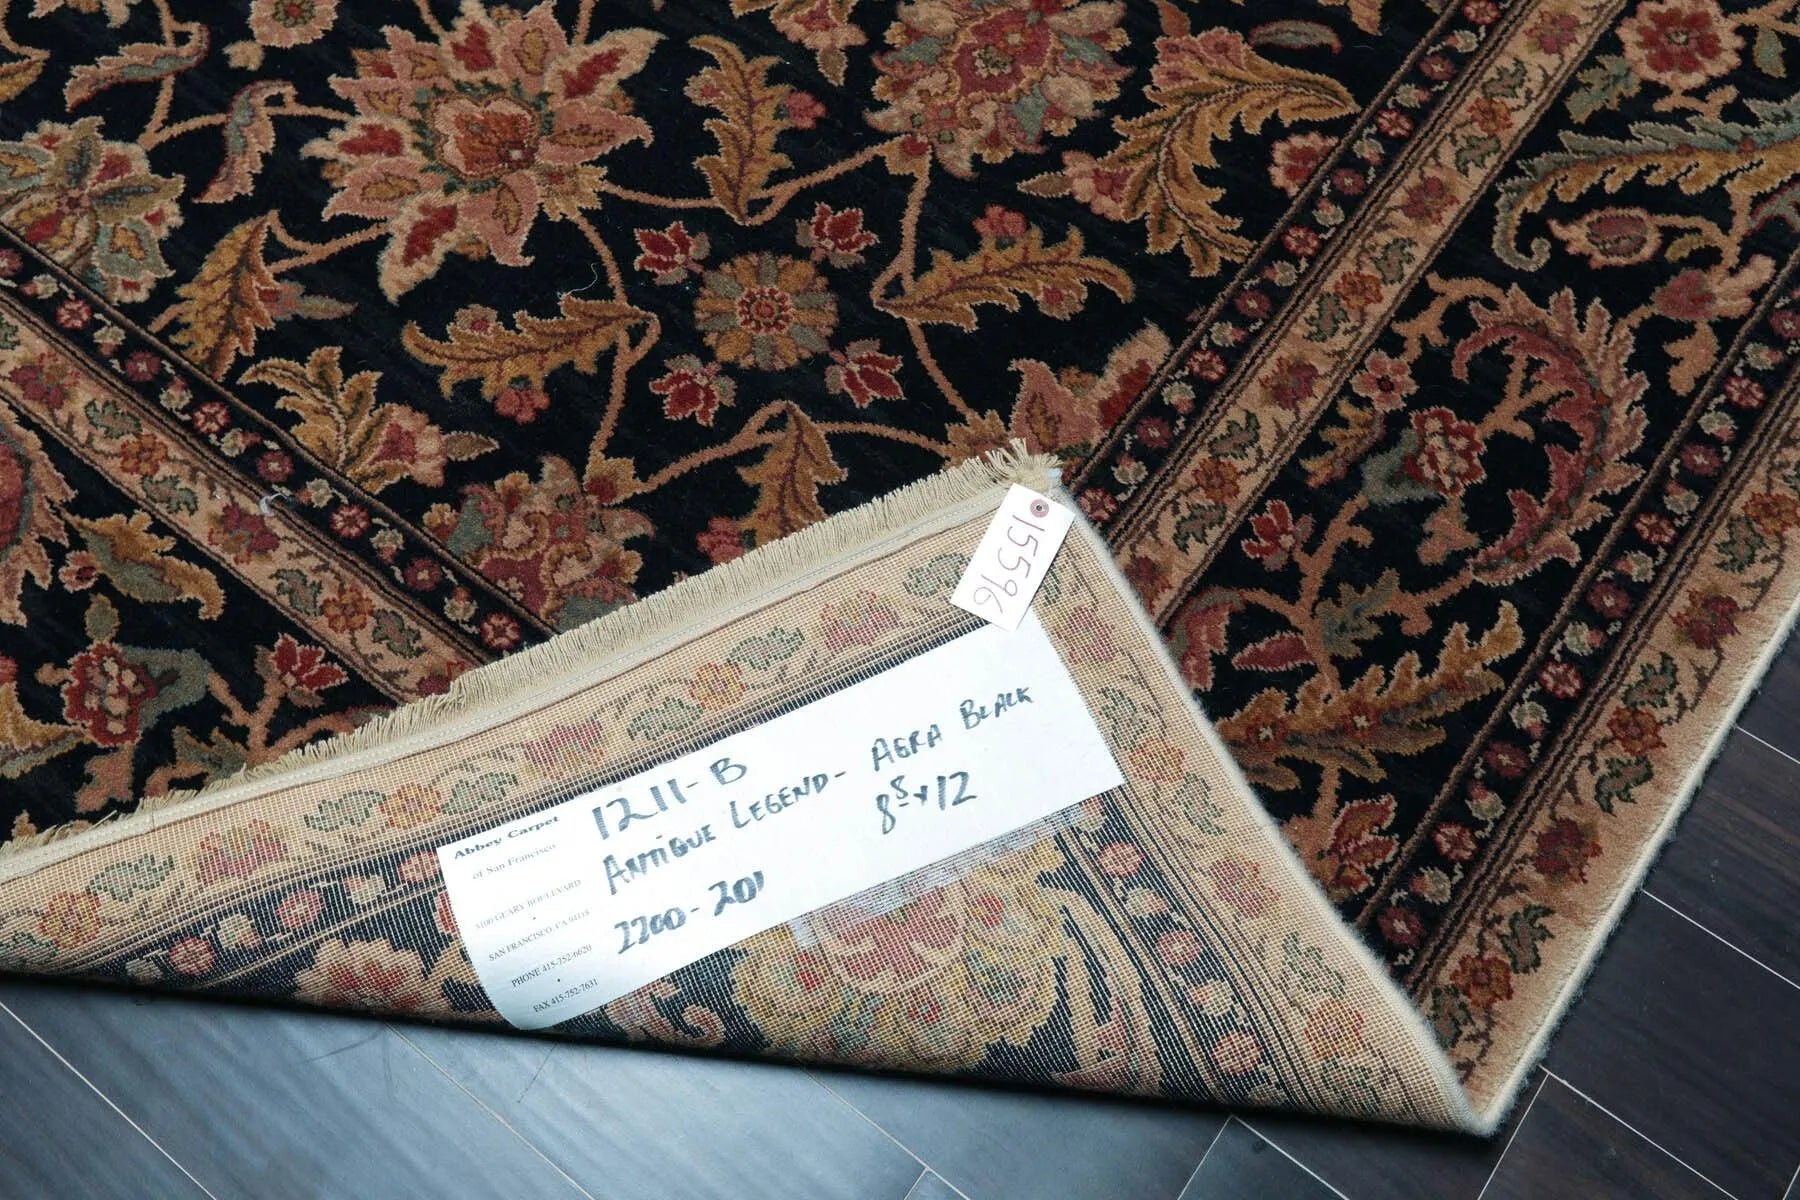 15596
1211-B
Antique Legend - Agra Black
8⁸ x 12
2200-201
Abbey Carpet
of San Francisco
3100 GEARY BOULEVARD
SAN FRANCISCO, CA 94118
PHONE 415-752-6620
FAX 415-752-7631